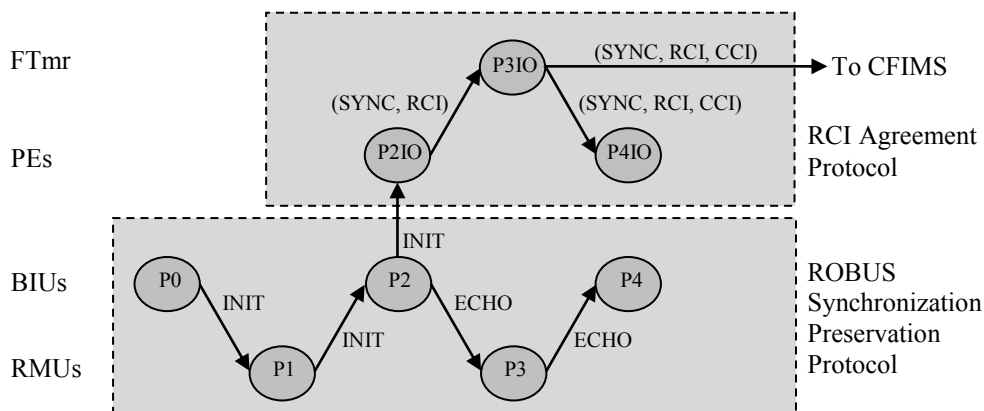 FTmr
P3IO
(SYNC, RCI, CCI)
To CFIMS
(SYNC, RCI)
(SYNC, RCI, CCI)
PEs
P2IO
P4IO
RCI Agreement
Protocol
INIT
BIUs
P0
P2
P4
ROBUS
Synchronization
Preservation
Protocol
INIT
INIT
ECHO
ECHO
RMUs
P1
P3